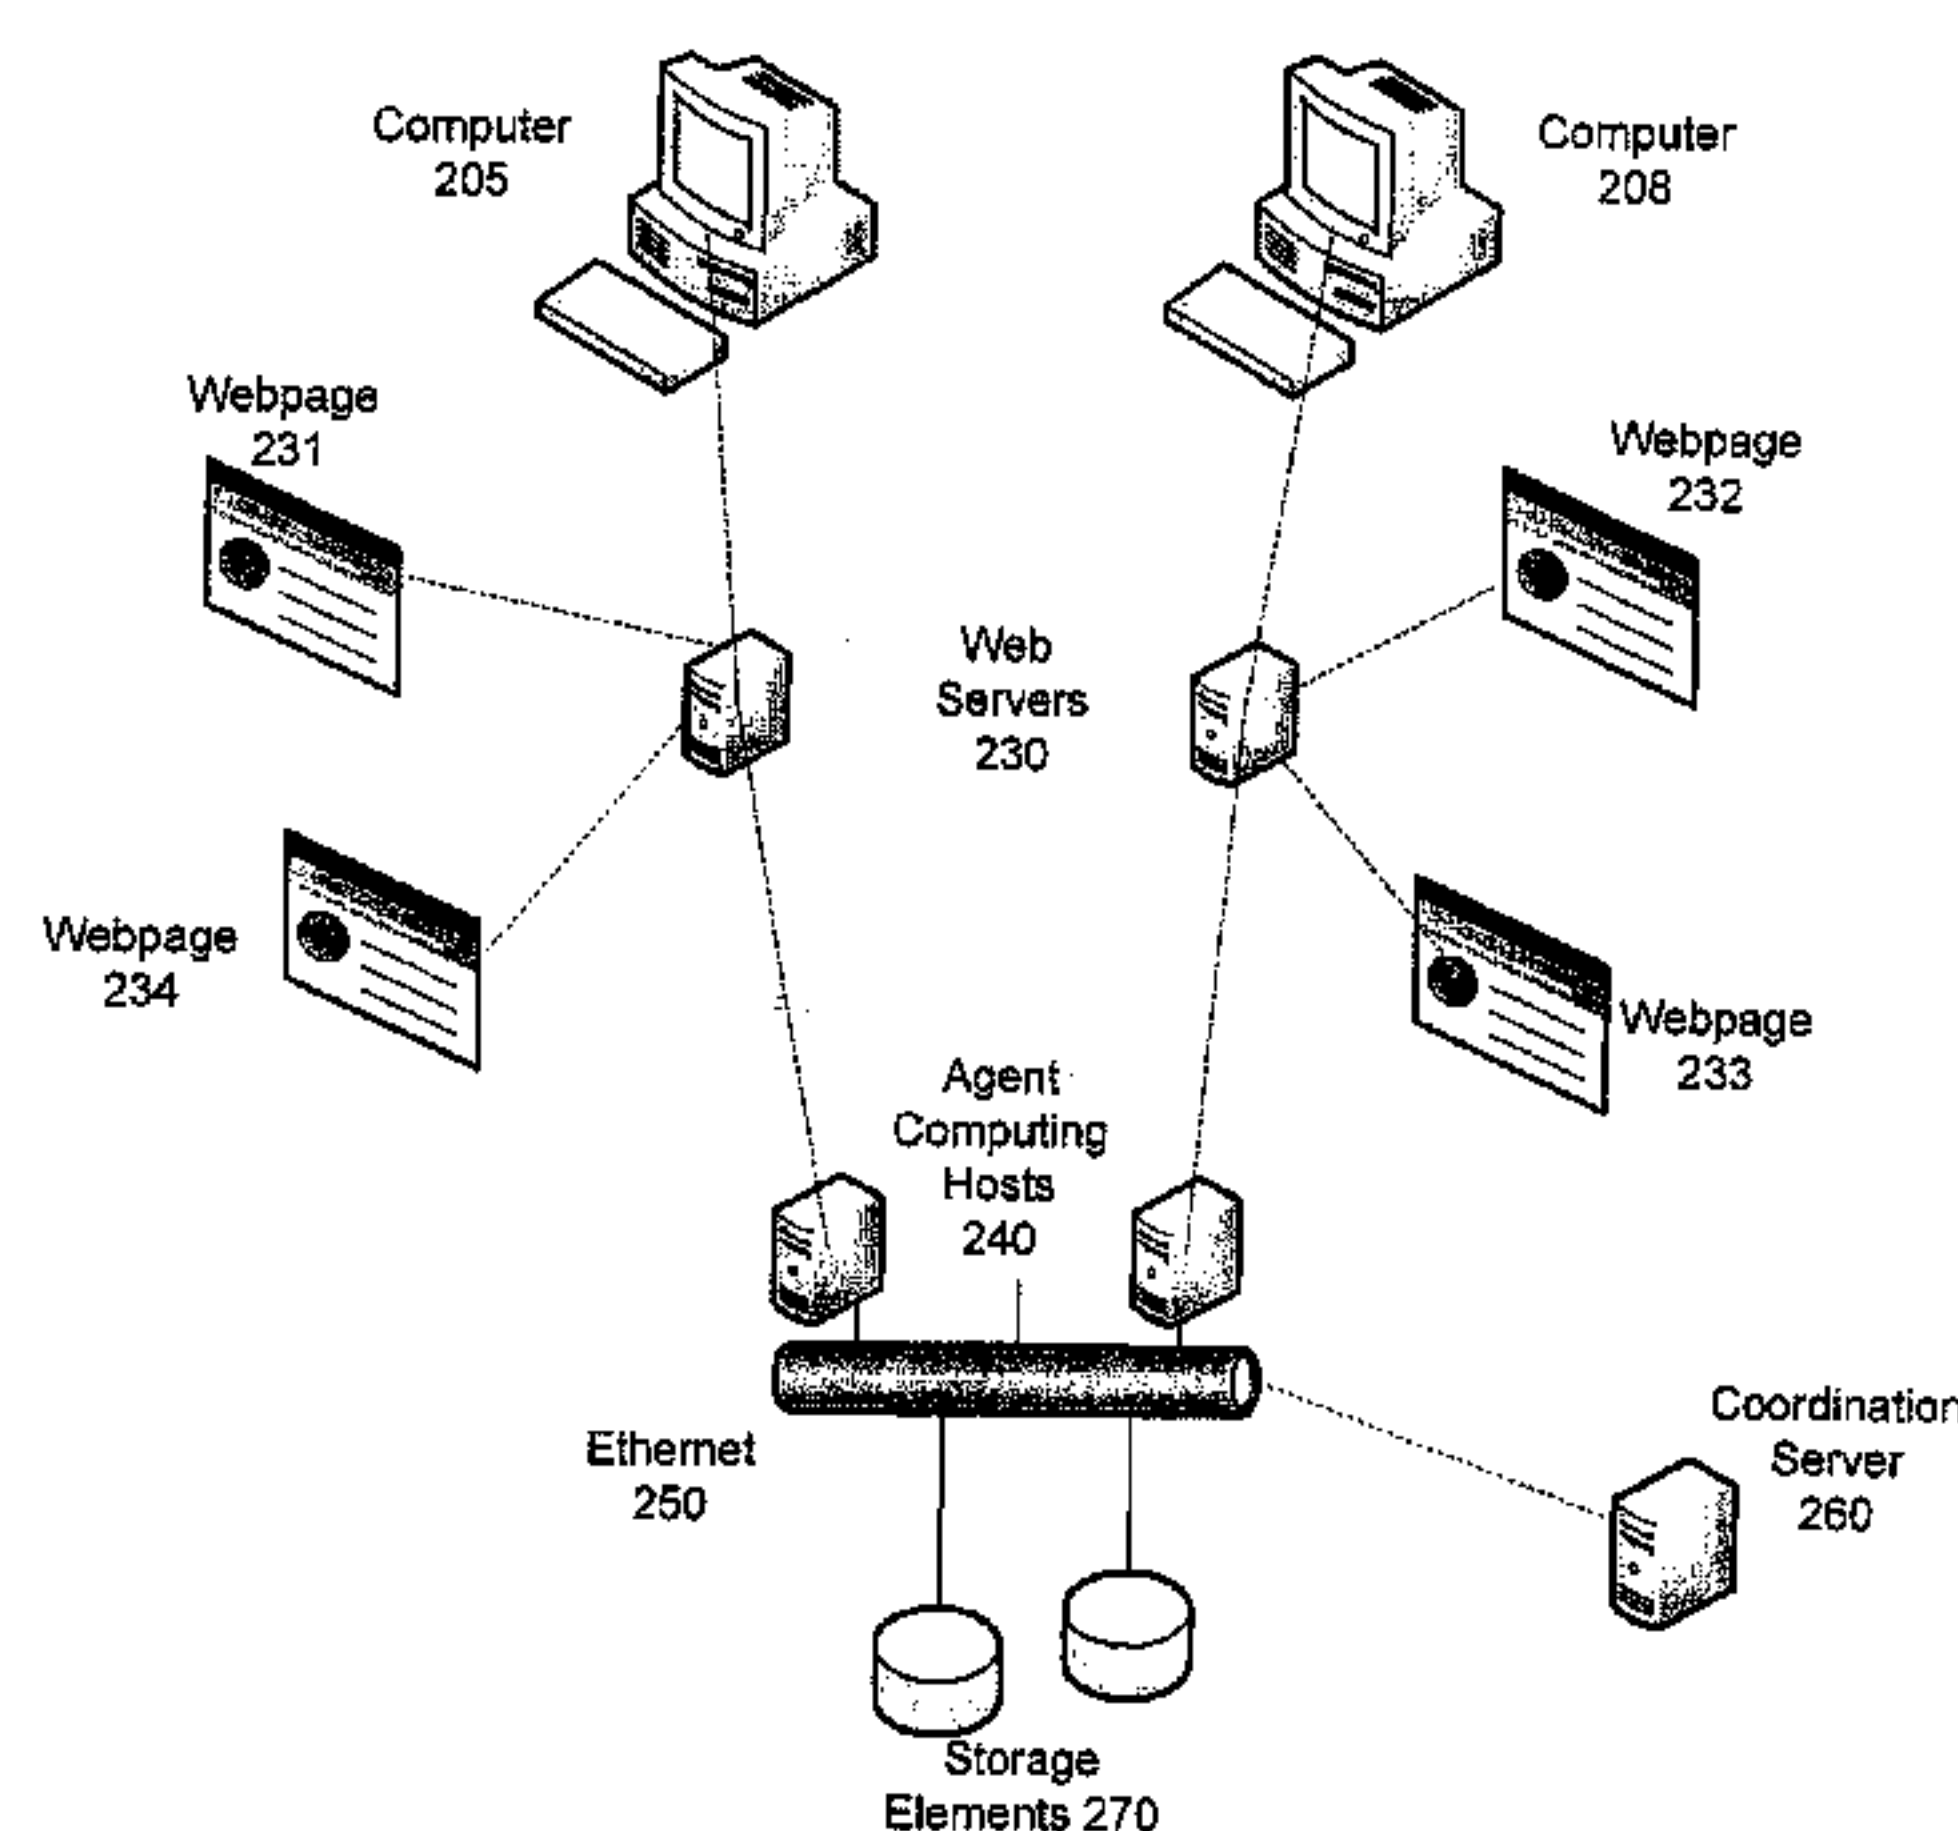 Computer
205
Computer
208
Webpage
231
Webpage
232
Web
Servers
230
Webpage
234
Webpage
233
Agent
Computing
Hosts
240
Ethernet
250
Coordination
Server
260
Storage
Elements 270